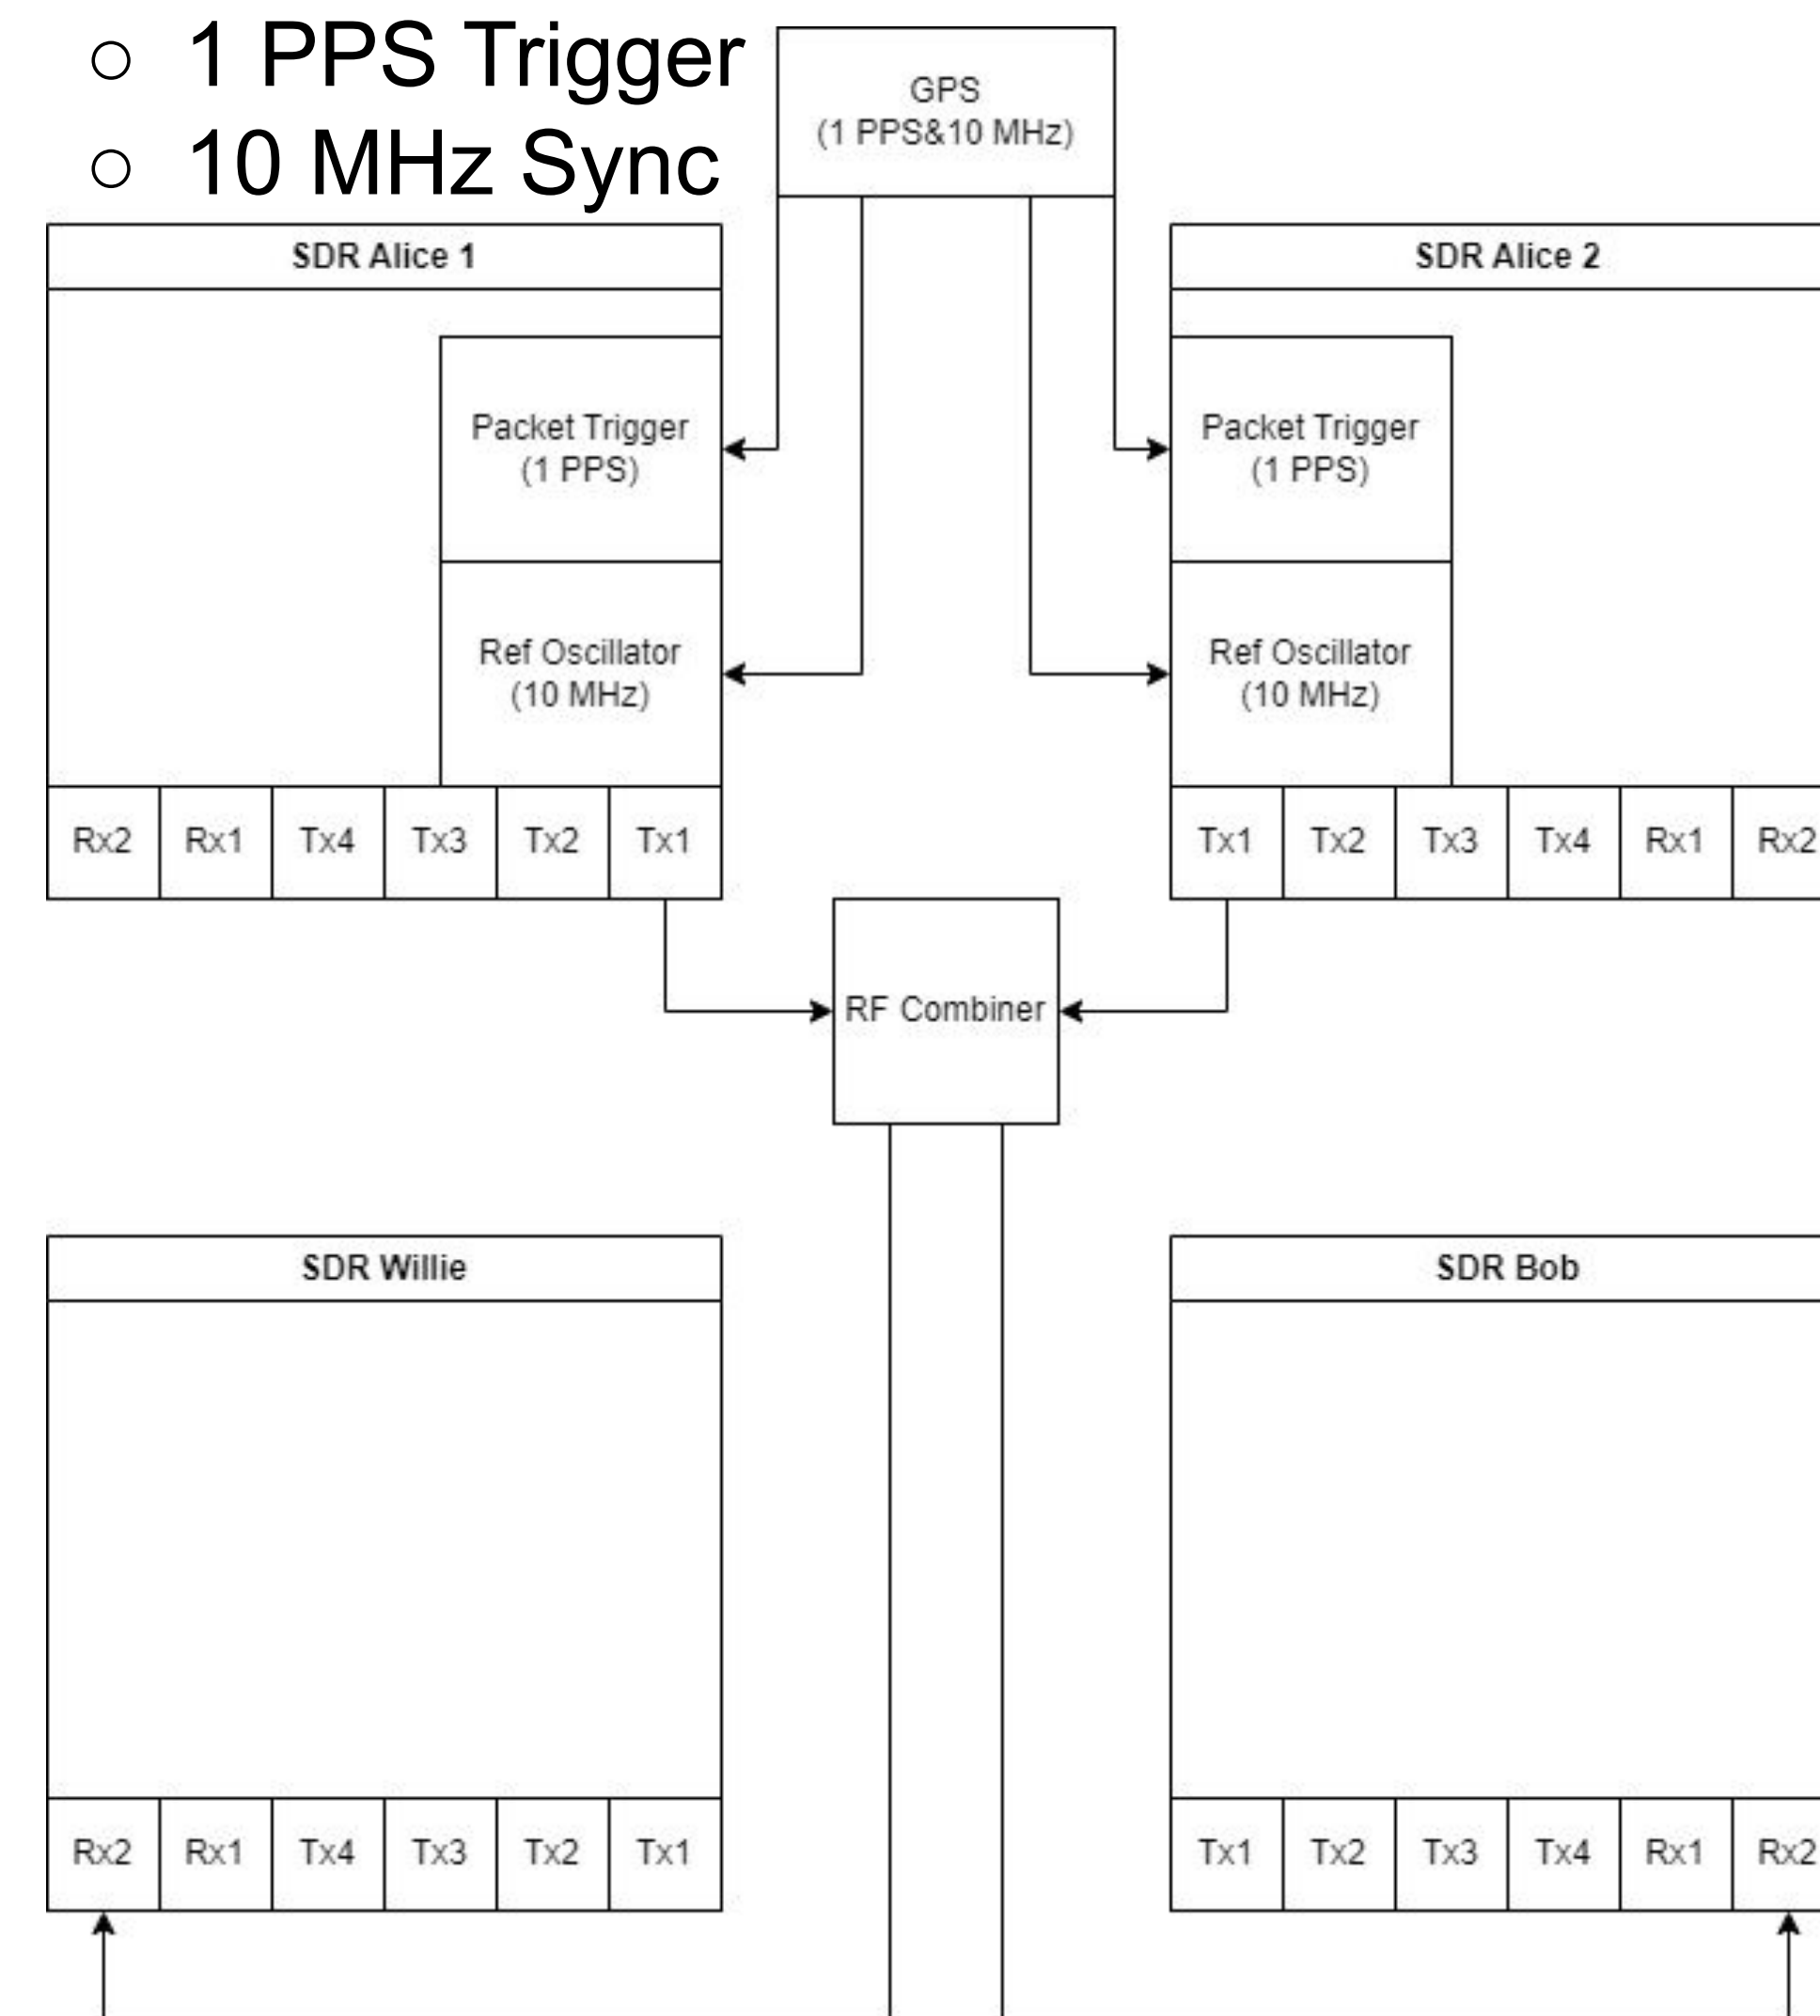 ○ 1 PPS Trigger
○ 10 MHz Sync
GPS
(1 PPS&10 MHz)
SDR Alice 1
Packet Trigger
(1 PPS)
Ref Oscillator
(10 MHz)
Rx2 Rx1 Tx4 Tx3 Tx2 Tx1
SDR Alice 2
Packet Trigger
(1 PPS)
Ref Oscillator
(10 MHz)
Tx1 Tx2 Tx3 Tx4 Rx1 Rx2
RF Combiner
SDR Willie
Rx2 Rx1 Tx4 Tx3 Tx2 Tx1
SDR Bob
Tx1 Tx2 Tx3 Tx4 Rx1 Rx2